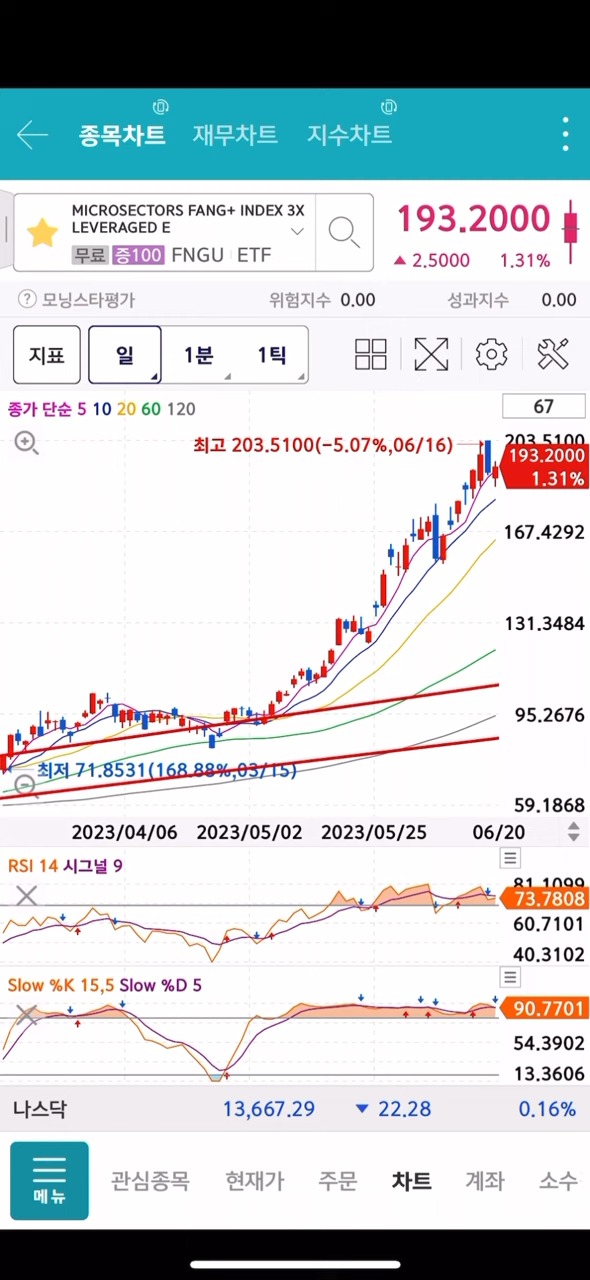 종목차트 재무차트 지수차트
MICROSECTORS FANG+ INDEX 3X
LEVERAGED E
무료 증100 FNGU ETF
193.2000
▲ 2.5000 1.31%
? 모닝스타평가 위험지수 0.00 성과지수 0.00
지표 일 1분 1틱
종가 단순 5 10 20 60 120
67
최고 203.5100(-5.07%,06/16)
203.5100
193.2000
1.31%
167.4292
131.3484
95.2676
최저 71.8531(168.88%,03/15)
59.1868
2023/04/06 2023/05/02 2023/05/25 06/20
RSI 14 시그널 9
81.1099
73.7808
60.7101
40.3102
Slow %K 15,5 Slow %D 5
90.7701
54.3902
13.3606
나스닥 13,667.29 ▼ 22.28 0.16%
메뉴 관심종목 현재가 주문 차트 계좌 소수